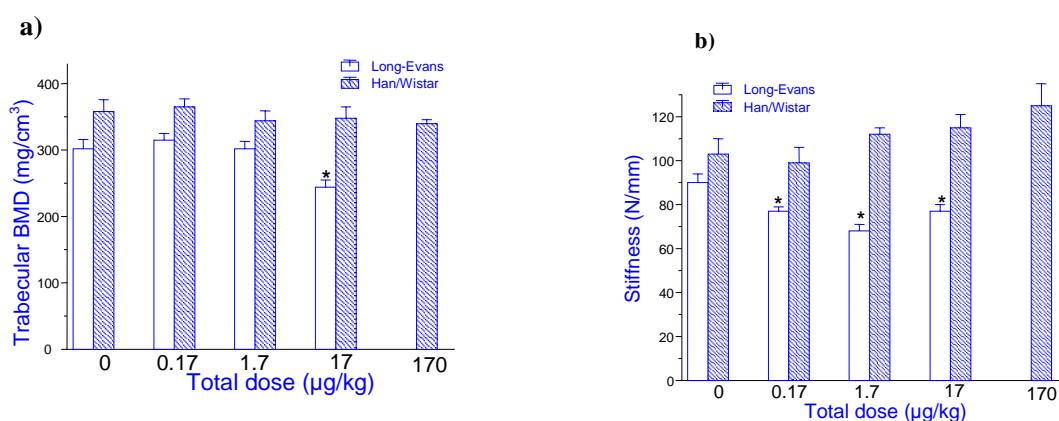 a)
Long-Evans
Han/Wistar
400
300
200
300
0
Trabecular BMD (mg/cm³)
*
0 0.17 1.7 17 170
Total dose (µg/kg)
b)
Long-Evans
Han/Wistar
120
100
80
60
40
20
0
Stiffness (N/mm)
* * *
0 0.17 1.7 17 170
Total dose (µg/kg)